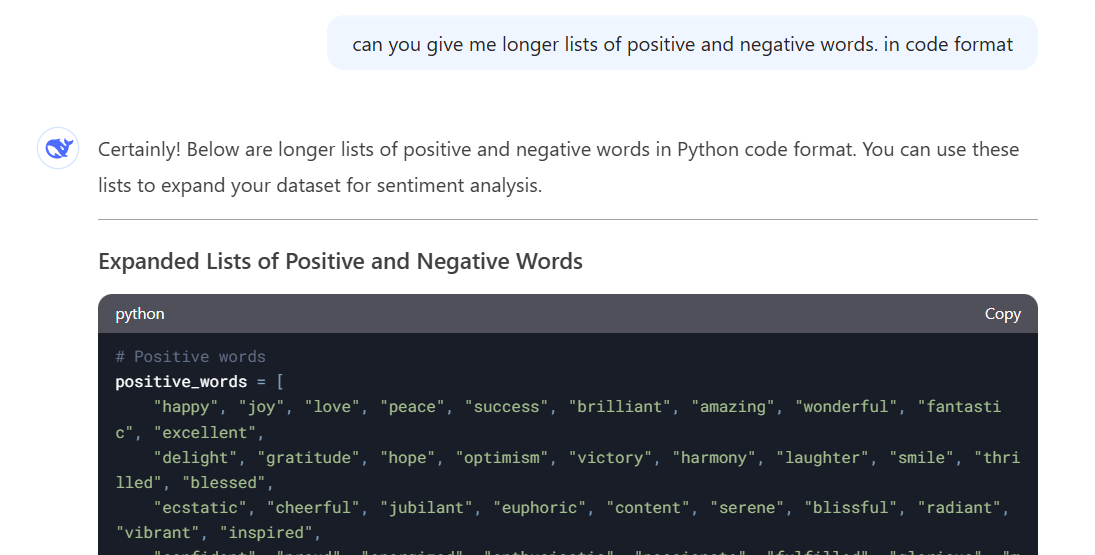 can you give me longer lists of positive and negative words. in code format
Certainly! Below are longer lists of positive and negative words in Python code format. You can use these
lists to expand your dataset for sentiment analysis.
Expanded Lists of Positive and Negative Words
python Copy
# Positive words
positive_words = [
    "happy", "joy", "love", "peace", "success", "brilliant", "amazing", "wonderful", "fantasti
c", "excellent",
    "delight", "gratitude", "hope", "optimism", "victory", "harmony", "laughter", "smile", "thri
lled", "blessed",
    "ecstatic", "cheerful", "jubilant", "euphoric", "content", "serene", "blissful", "radiant",
"vibrant", "inspired",